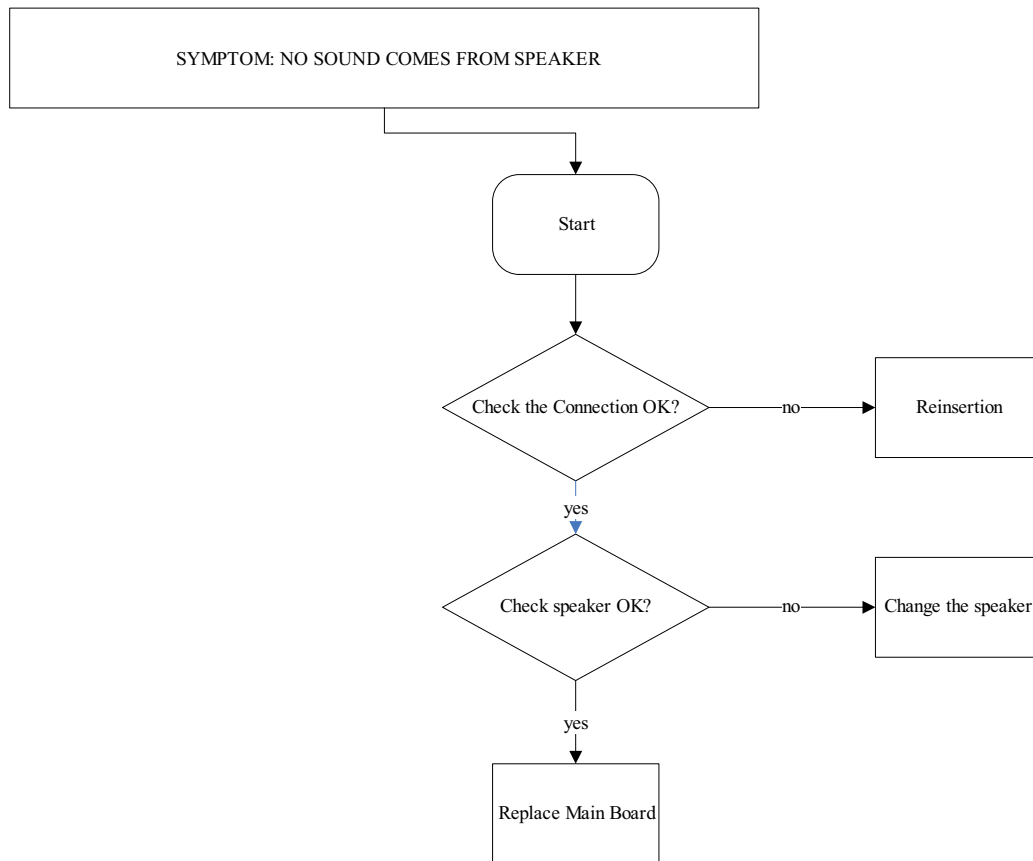 SYMPTOM: NO SOUND COMES FROM SPEAKER
Start
Check the Connection OK?
no
Reinsertion
yes
Check speaker OK?
no
Change the speaker
yes
Replace Main Board